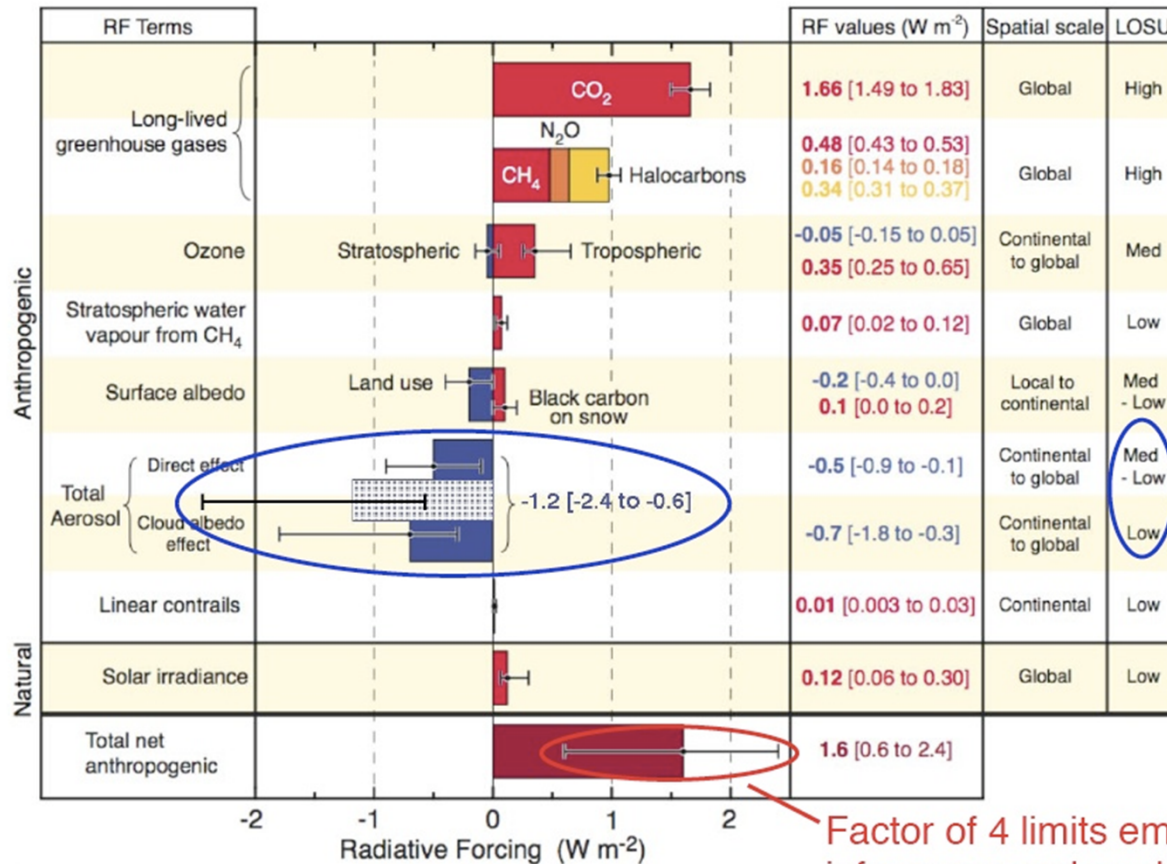 RF Terms
RF values (W m-2)
Spatial scale
LOSU
Anthropogenic
Long-lived
greenhouse gases
CO2
1.66 [1.49 to 1.83]
Global
High
N2O
CH4
Halocarbons
0.48 [0.43 to 0.53]
0.16 [0.14 to 0.18]
0.34 [0.31 to 0.37]
Global
High
Ozone
Stratospheric
Tropospheric
-0.05 [-0.15 to 0.05]
0.35 [0.25 to 0.65]
Continental
to global
Med
Stratospheric water
vapour from CH4
0.07 [0.02 to 0.12]
Global
Low
Surface albedo
Land use
Black carbon
on snow
-0.2 [-0.4 to 0.0]
0.1 [0.0 to 0.2]
Local to
continental
Med
- Low
Total
Aerosol
Direct effect
-1.2 [-2.4 to -0.6]
-0.5 [-0.9 to -0.1]
Continental
to global
Med
- Low
Cloud albedo
effect
-0.7 [-1.8 to -0.3]
Continental
to global
Low
Linear contrails
0.01 [0.003 to 0.03]
Continental
Low
Natural
Solar irradiance
0.12 [0.06 to 0.30]
Global
Low
Total net
anthropogenic
1.6 [0.6 to 2.4]
-2 -1 0 1 2
Radiative Forcing (W m-2)
Factor of 4 limits em